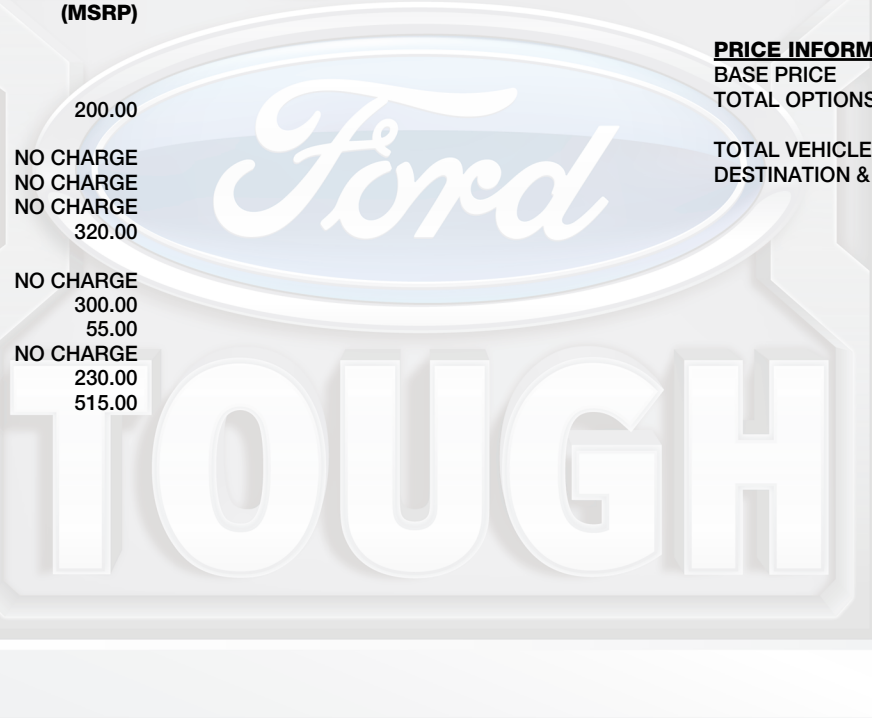 (MSRP)
200.00
NO CHARGE
NO CHARGE
NO CHARGE
320.00
NO CHARGE
300.00
55.00
NO CHARGE
230.00
515.00
PRICE INFORM
BASE PRICE
TOTAL OPTIONS
TOTAL VEHICLE
DESTINATION &
Ford
TOUGH